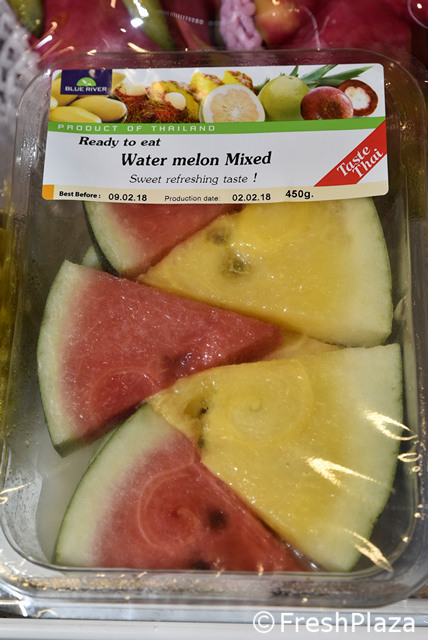 BLUE RIVER
PRODUCT OF THAILAND
Ready to eat
Water melon Mixed
Sweet refreshing taste !
Taste
Thai
Best Before : 09.02.18 Production date: 02.02.18 450g.
©FreshPlaza